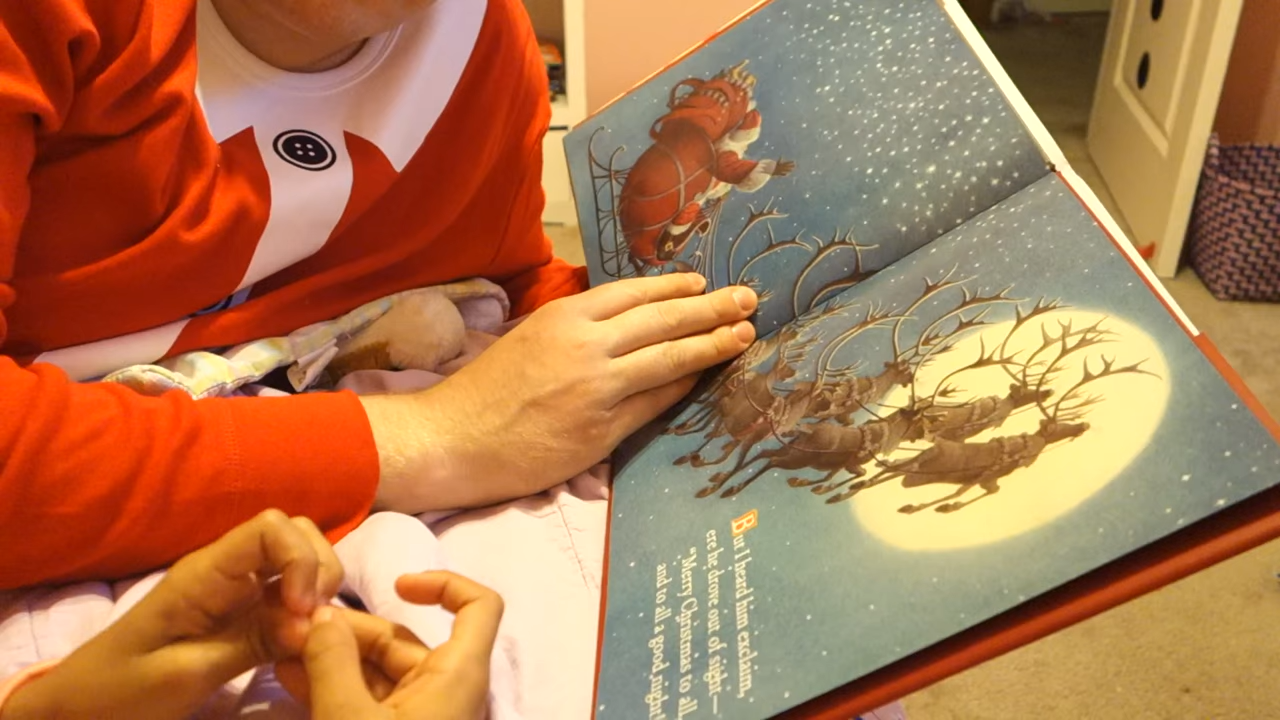 But I heard him exclaim,
ere he drove out of sight—
“Merry Christmas to all,
and to all a good night!